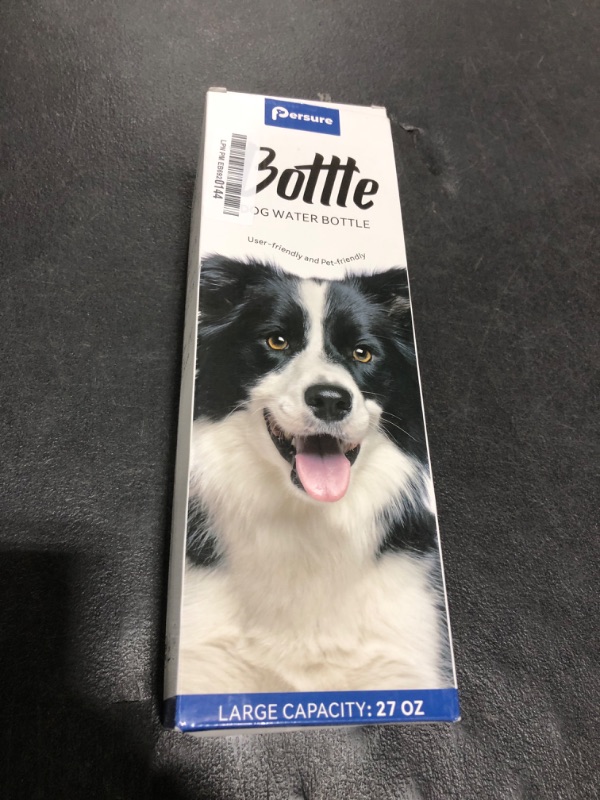 Persure
Bottle
DOG WATER BOTTLE
User-friendly and Pet-friendly
LARGE CAPACITY: 27 OZ